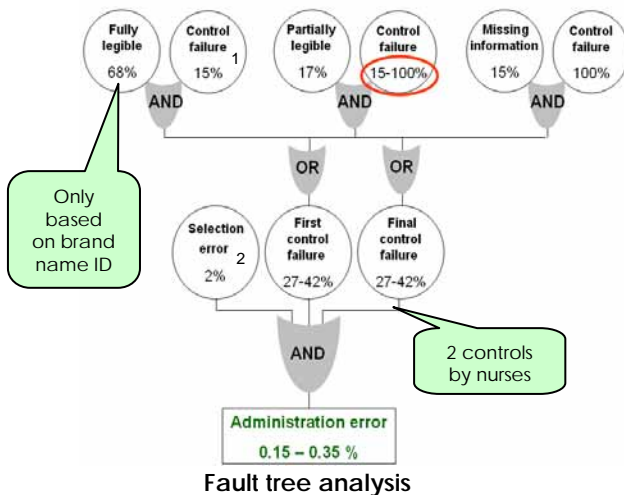 Fully
legible
68%
Control
failure 1
15%
Partially
legible
17%
Control
failure
15-100%
Missing
information
15%
Control
failure
100%
AND
AND
AND
OR
OR
Only
based
on brand
name ID
Selection
error 2
2%
First
control
failure
27-42%
Final
control
failure
27-42%
AND
2 controls
by nurses
Administration error
0.15 – 0.35 %
Fault tree analysis